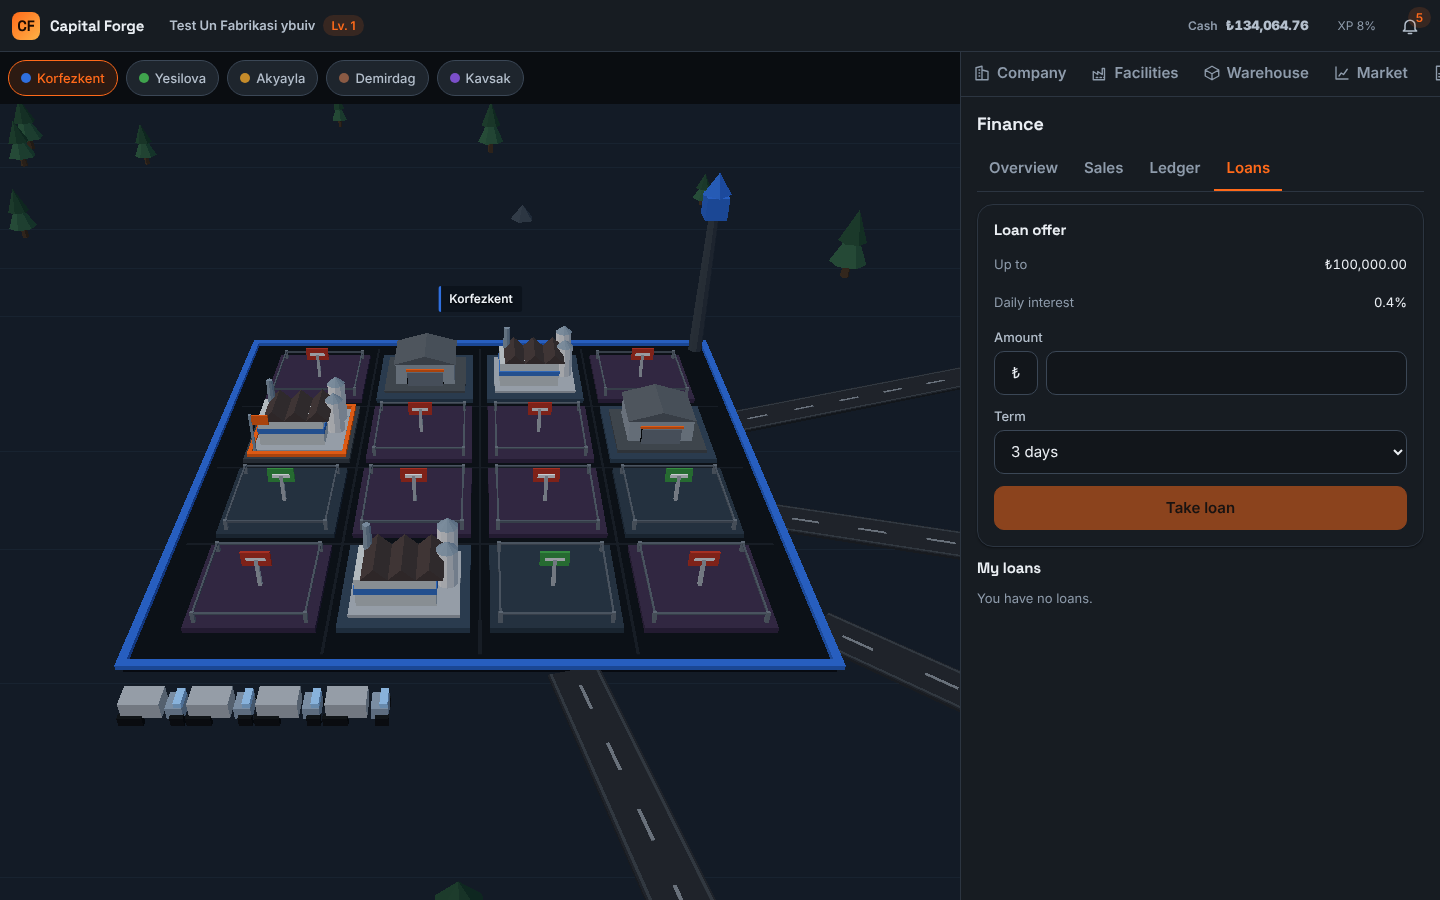 CF Capital Forge Test Un Fabrikasi ybuiv Lv. 1 Cash ₺134,064.76 XP 8% 5
Korfezkent Yesilova Akyayla Demirdag Kavsak
Company Facilities Warehouse Market
Finance
Overview Sales Ledger Loans
Loan offer
Up to ₺100,000.00
Daily interest 0.4%
Amount
₺
Term
3 days
Take loan
My loans
You have no loans.
Korfezkent